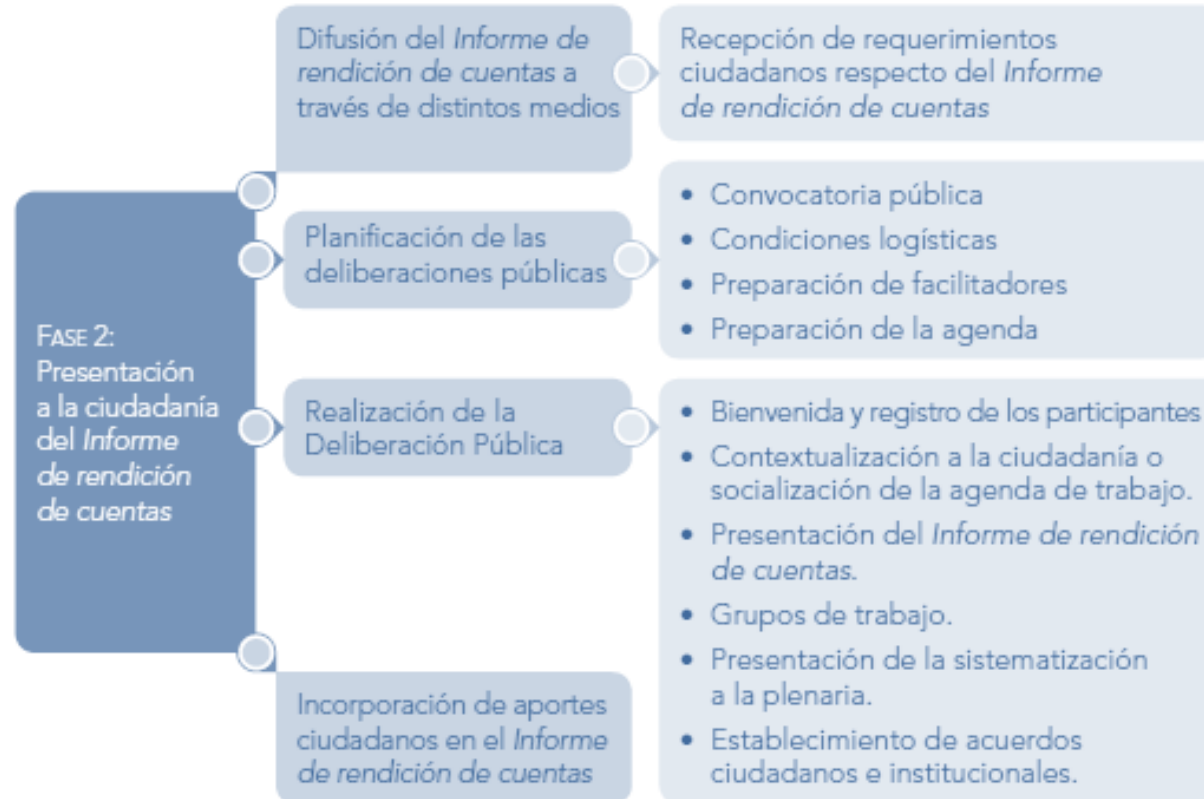 Difusión del Informe de
rendición de cuentas a
través de distintos medios
Recepción de requerimientos
ciudadanos respecto del Informe
de rendición de cuentas
FASE 2:
Presentación
a la ciudadanía
del Informe
de rendición
de cuentas
Planificación de las
deliberaciones públicas
• Convocatoria pública
• Condiciones logísticas
• Preparación de facilitadores
• Preparación de la agenda
Realización de la
Deliberación Pública
• Bienvenida y registro de los participantes
• Contextualización a la ciudadanía o
socialización de la agenda de trabajo.
• Presentación del Informe de rendición
de cuentas.
• Grupos de trabajo.
• Presentación de la sistematización
a la plenaria.
• Establecimiento de acuerdos
ciudadanos e institucionales.
Incorporación de aportes
ciudadanos en el Informe
de rendición de cuentas